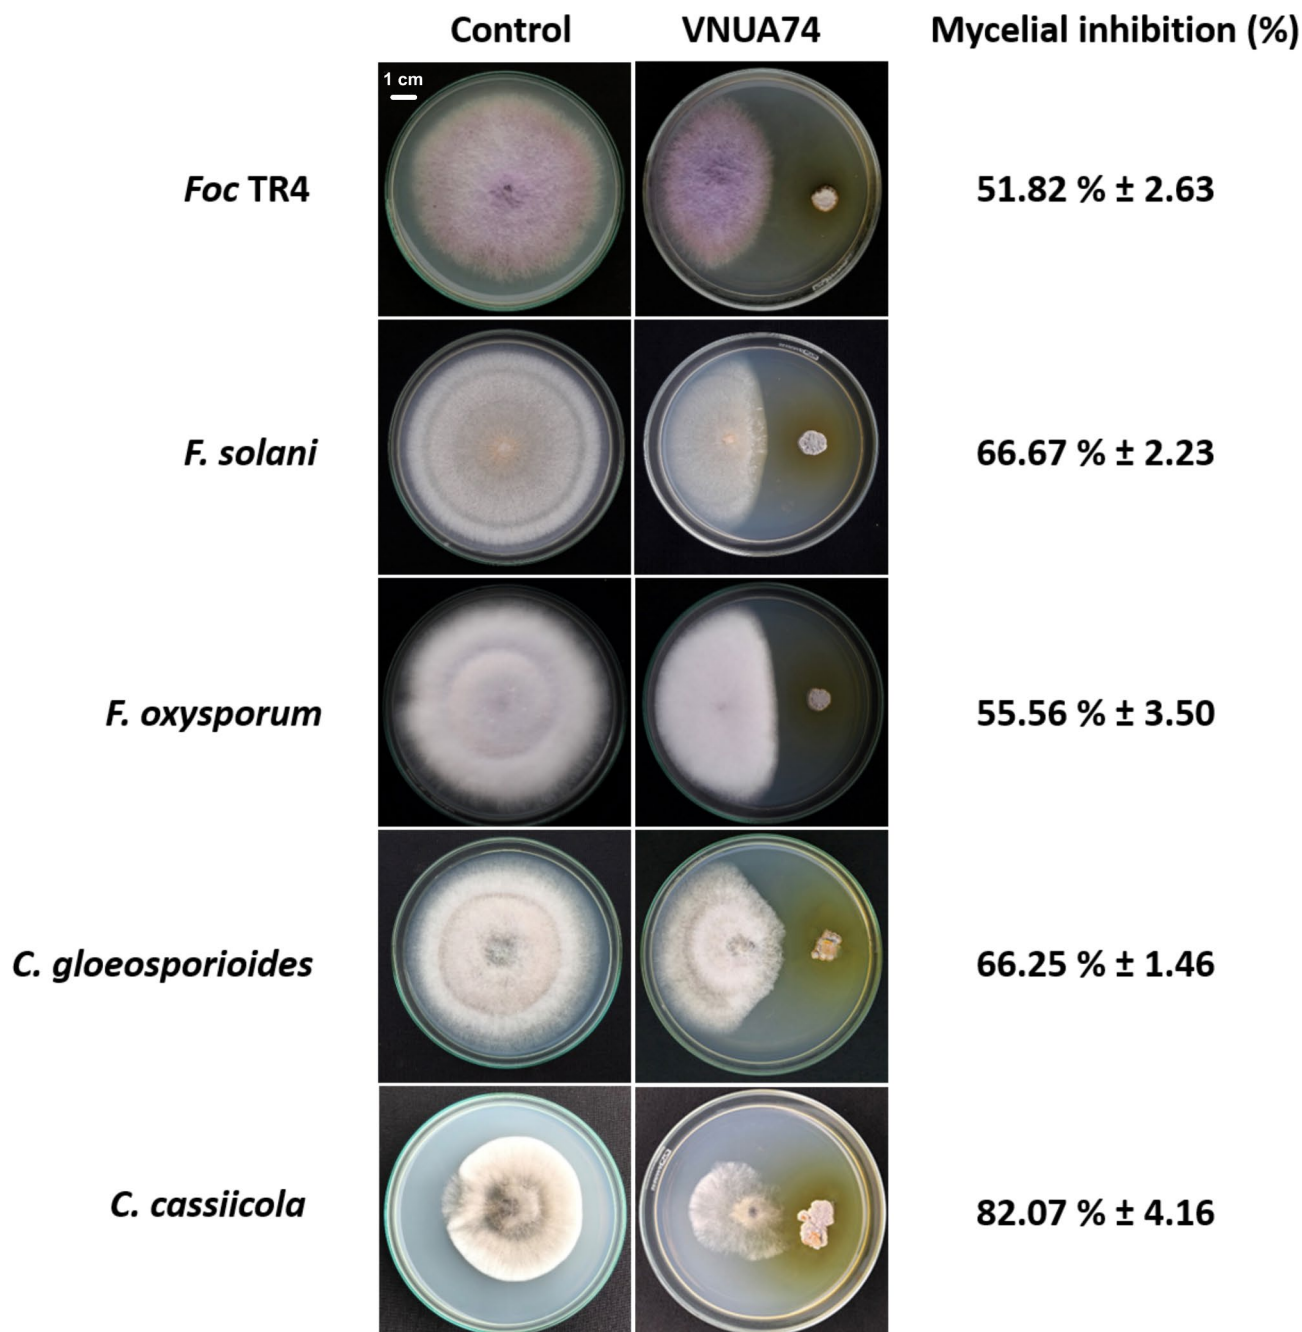 Control VNUA74 Mycelial inhibition (%)
1 cm
Foc TR4 51.82 % ± 2.63
F. solani 66.67 % ± 2.23
F. oxysporum 55.56 % ± 3.50
C. gloeosporioides 66.25 % ± 1.46
C. cassiicola 82.07 % ± 4.16